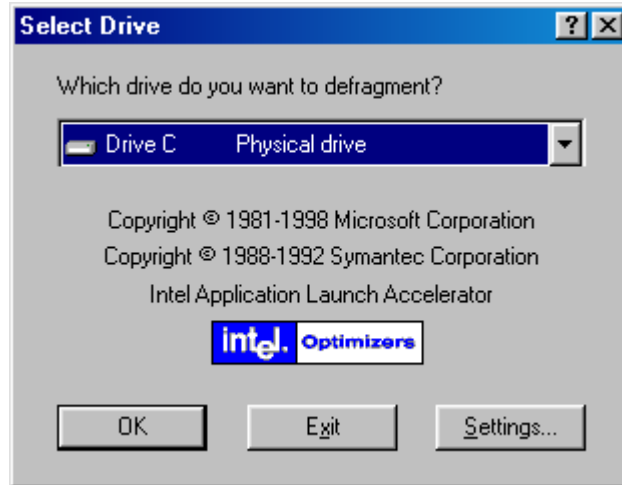 Select Drive
Which drive do you want to defragment?
Drive C Physical drive
Copyright © 1981-1998 Microsoft Corporation
Copyright © 1988-1992 Symantec Corporation
Intel Application Launch Accelerator
intel. Optimizers
OK Exit Settings...